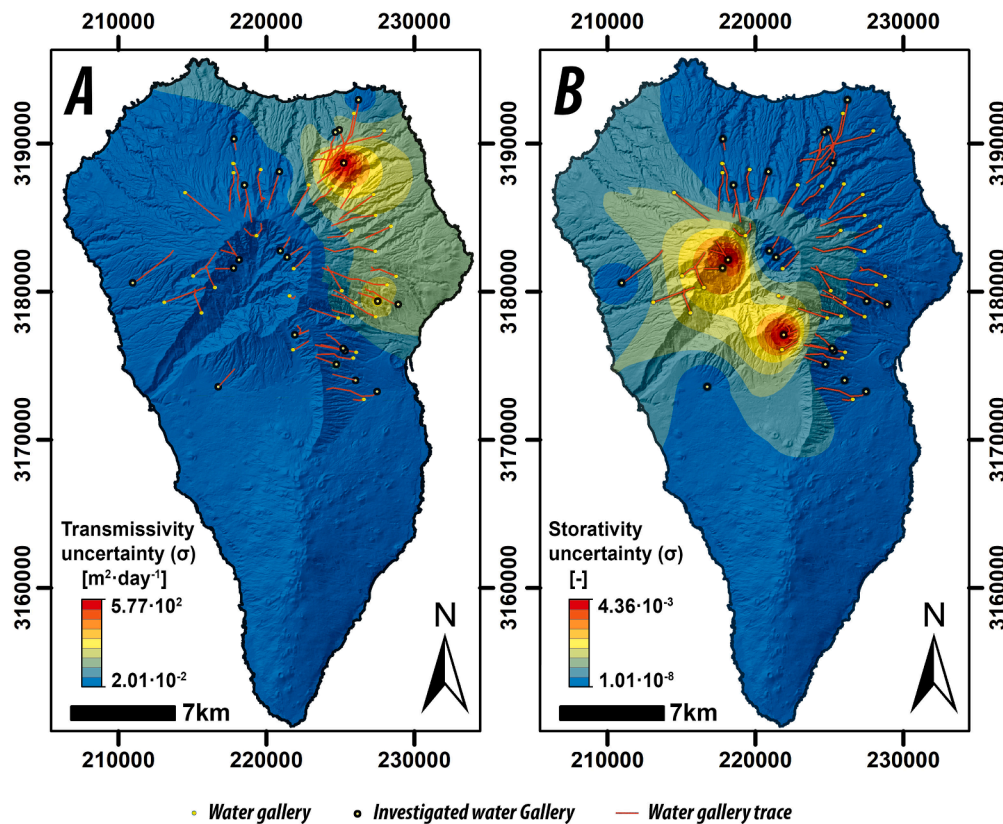 210000 220000 230000 210000 220000 230000
A B
3190000 3190000 3190000
3180000 3180000 3180000
3170000 3170000 3170000
3160000 3160000 3160000
Transmissivity
uncertainty (σ)
[m²·day⁻¹]
5.77·10²
2.01·10⁻²
7km
N
Storativity
uncertainty (σ)
[-]
4.36·10⁻³
1.01·10⁻⁸
7km
N
210000 220000 230000 210000 220000 230000
Water gallery Investigated water Gallery Water gallery trace